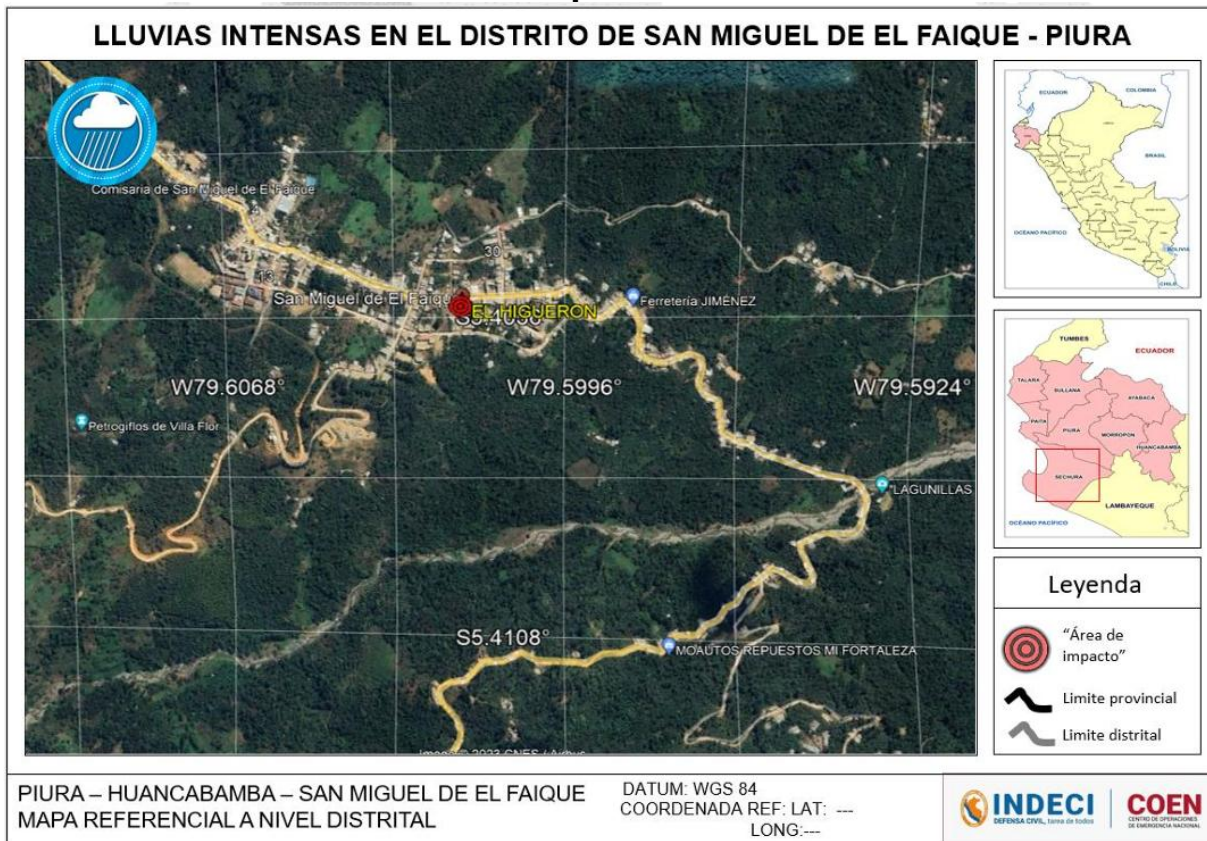 LLUVIAS INTENSAS EN EL DISTRITO DE SAN MIGUEL DE EL FAIQUE - PIURA
Comisaria de San Miguel de El Faique
13
30
San Miguel de El Faique
EL HIGUERON
Ferretería JIMÉNEZ
W79.6068°
W79.5996°
W79.5924°
Petrogiflos de Villa Flor
LAGUNILLAS
S5.4108°
MOAUTOS REPUESTOS MI FORTALEZA
ECUADOR
COLOMBIA
BRASIL
OCÉANO PACÍFICO
BOLIVIA
CHILE
TUMBES
ECUADOR
TALARA
SULLANA
AYABACA
PAITA
PIURA
MORROPON
HUANCABAMBA
SECHURA
LAMBAYEQUE
OCÉANO PACÍFICO
Leyenda
"Área de
impacto"
Limite provincial
Limite distrital
PIURA – HUANCABAMBA – SAN MIGUEL DE EL FAIQUE
MAPA REFERENCIAL A NIVEL DISTRITAL
DATUM: WGS 84
COORDENADA REF: LAT: ---
LONG:---
INDECI
DEFENSA CIVIL, tarea de todos
COEN
CENTRO DE OPERACIONES
DE EMERGENCIA NACIONAL